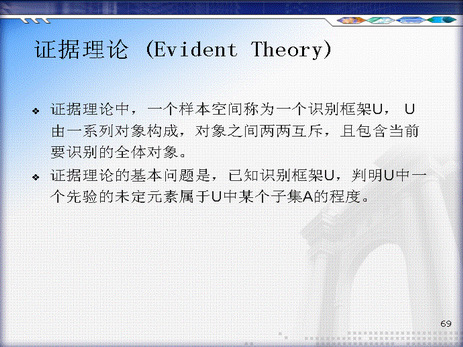 证据理论 (Evident Theory)
❖ 证据理论中，一个样本空间称为一个识别框架U， U
由一系列对象构成，对象之间两两互斥，且包含当前
要识别的全体对象。
❖ 证据理论的基本问题是，已知识别框架U，判明U中一
个先验的未定元素属于U中某个子集A的程度。
69